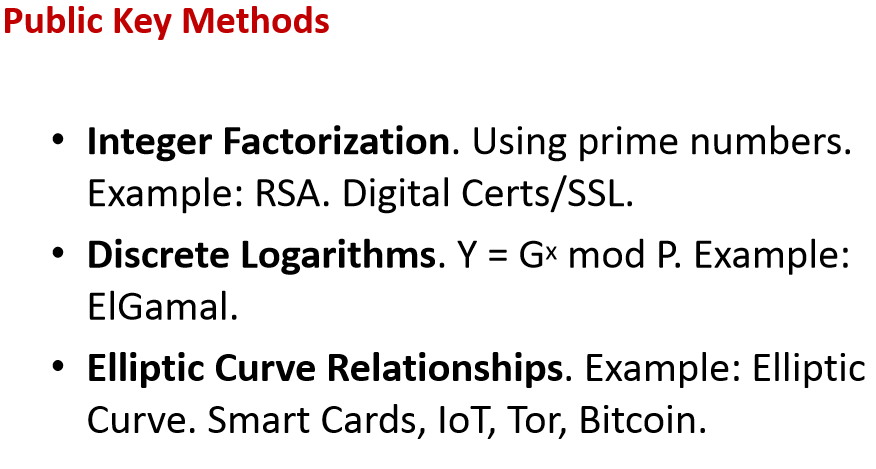 Public Key Methods
• Integer Factorization. Using prime numbers.
Example: RSA. Digital Certs/SSL.
• Discrete Logarithms. Y = Gˣ mod P. Example:
ElGamal.
• Elliptic Curve Relationships. Example: Elliptic
Curve. Smart Cards, IoT, Tor, Bitcoin.